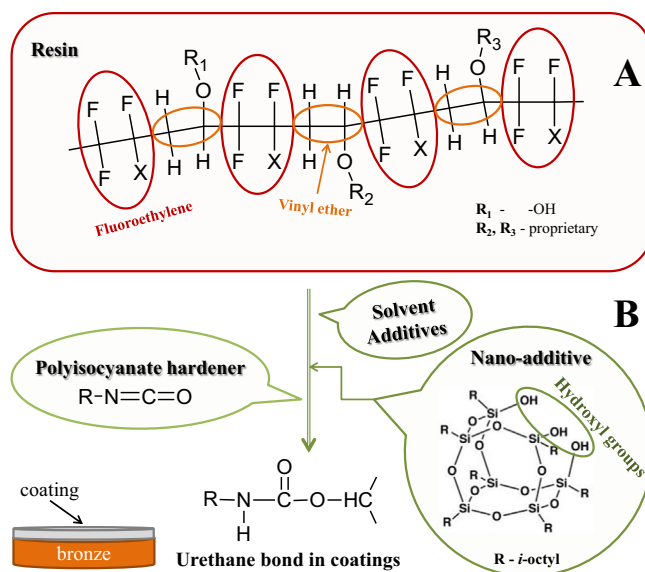 Resin
A
R1
O
R3
O
F F H H F F H H F F H H F F
F X H H F X H O F X H H F X
R2
Fluoroethylene
Vinyl ether
R1 - -OH
R2, R3 - proprietary
B
Solvent
Additives
Polyisocyanate hardener
R–N=C=O
Nano-additive
Hydroxyl groups
R Si OH
R Si O Si OH
O O Si OH
R Si O Si R
R Si O Si R
R - i-octyl
O
R–N–C–O–HC
H
Urethane bond in coatings
coating
bronze